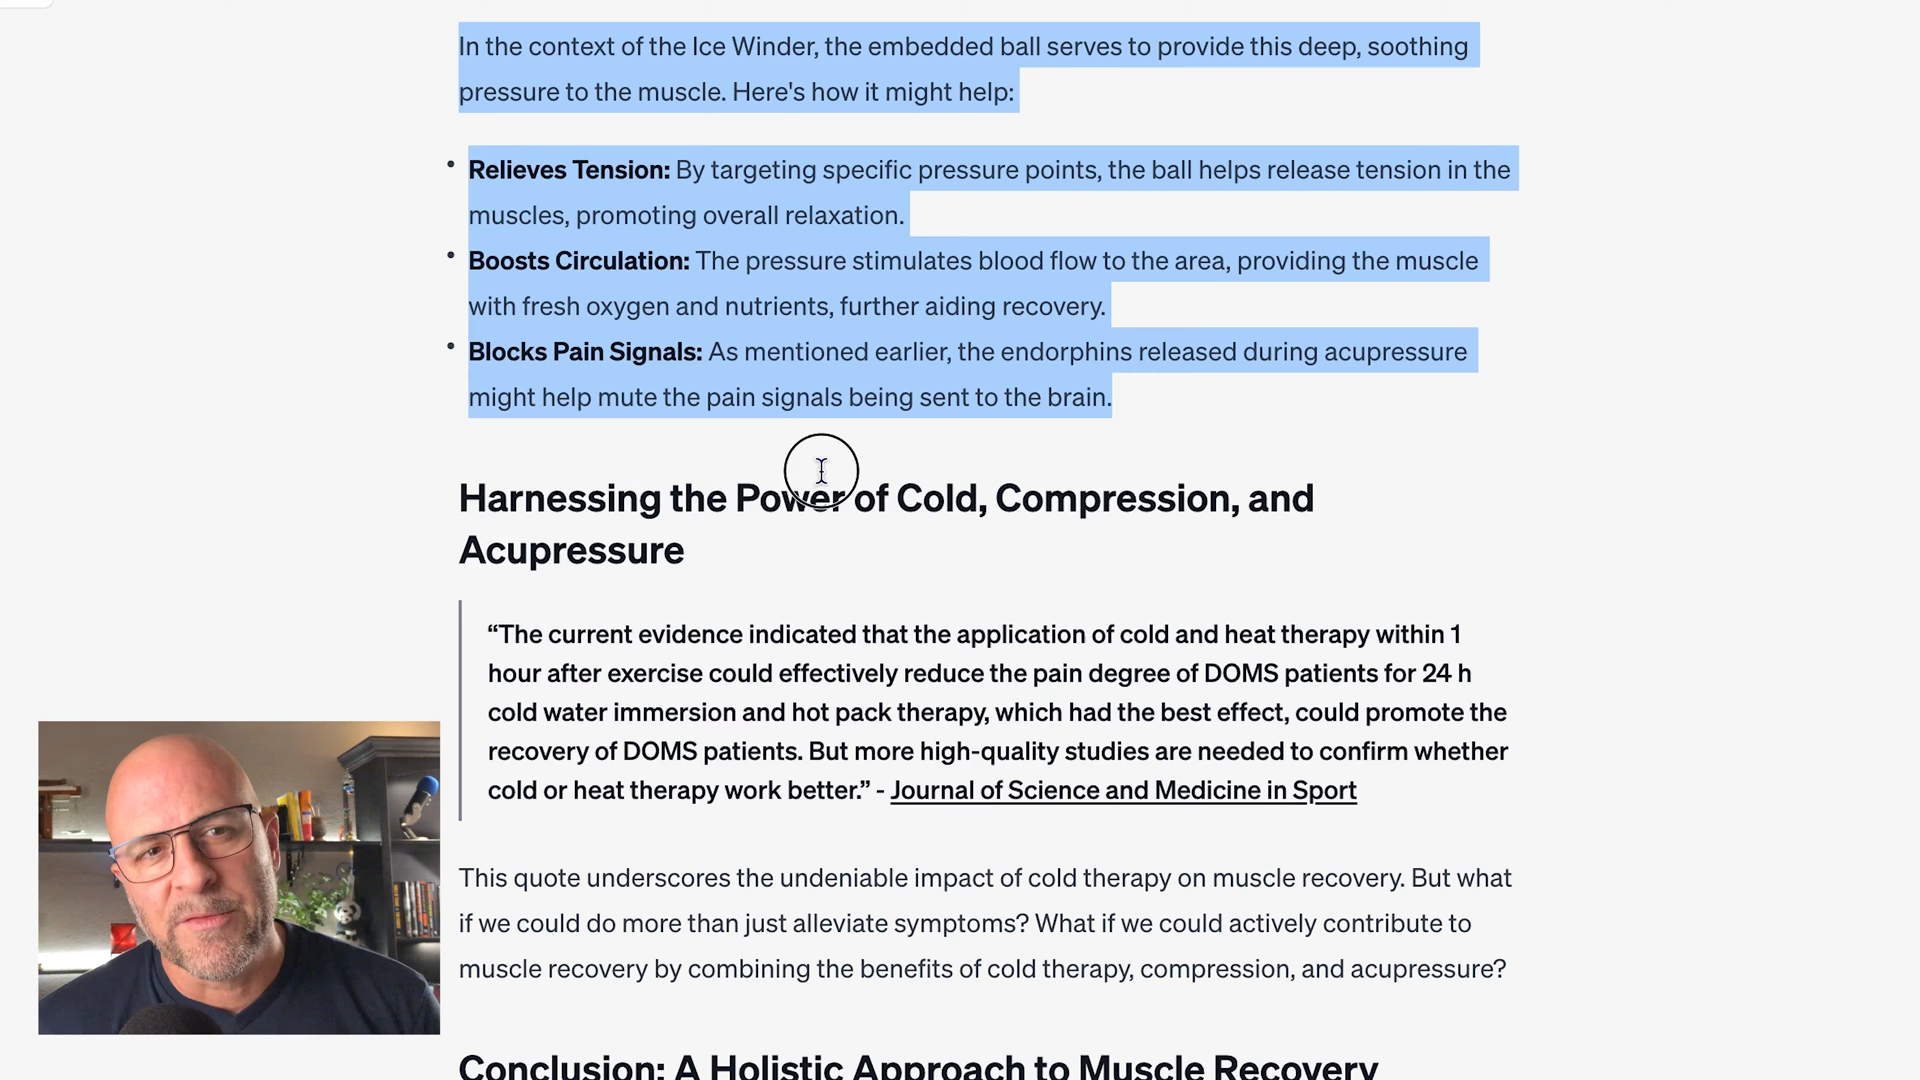 In the context of the Ice Winder, the embedded ball serves to provide this deep, soothing
pressure to the muscle. Here's how it might help:
• Relieves Tension: By targeting specific pressure points, the ball helps release tension in the
muscles, promoting overall relaxation.
• Boosts Circulation: The pressure stimulates blood flow to the area, providing the muscle
with fresh oxygen and nutrients, further aiding recovery.
• Blocks Pain Signals: As mentioned earlier, the endorphins released during acupressure
might help mute the pain signals being sent to the brain.
Harnessing the Power of Cold, Compression, and
Acupressure
“The current evidence indicated that the application of cold and heat therapy within 1
hour after exercise could effectively reduce the pain degree of DOMS patients for 24 h
cold water immersion and hot pack therapy, which had the best effect, could promote the
recovery of DOMS patients. But more high-quality studies are needed to confirm whether
cold or heat therapy work better.” - Journal of Science and Medicine in Sport
This quote underscores the undeniable impact of cold therapy on muscle recovery. But what
if we could do more than just alleviate symptoms? What if we could actively contribute to
muscle recovery by combining the benefits of cold therapy, compression, and acupressure?
Conclusion: A Holistic Approach to Muscle Recovery